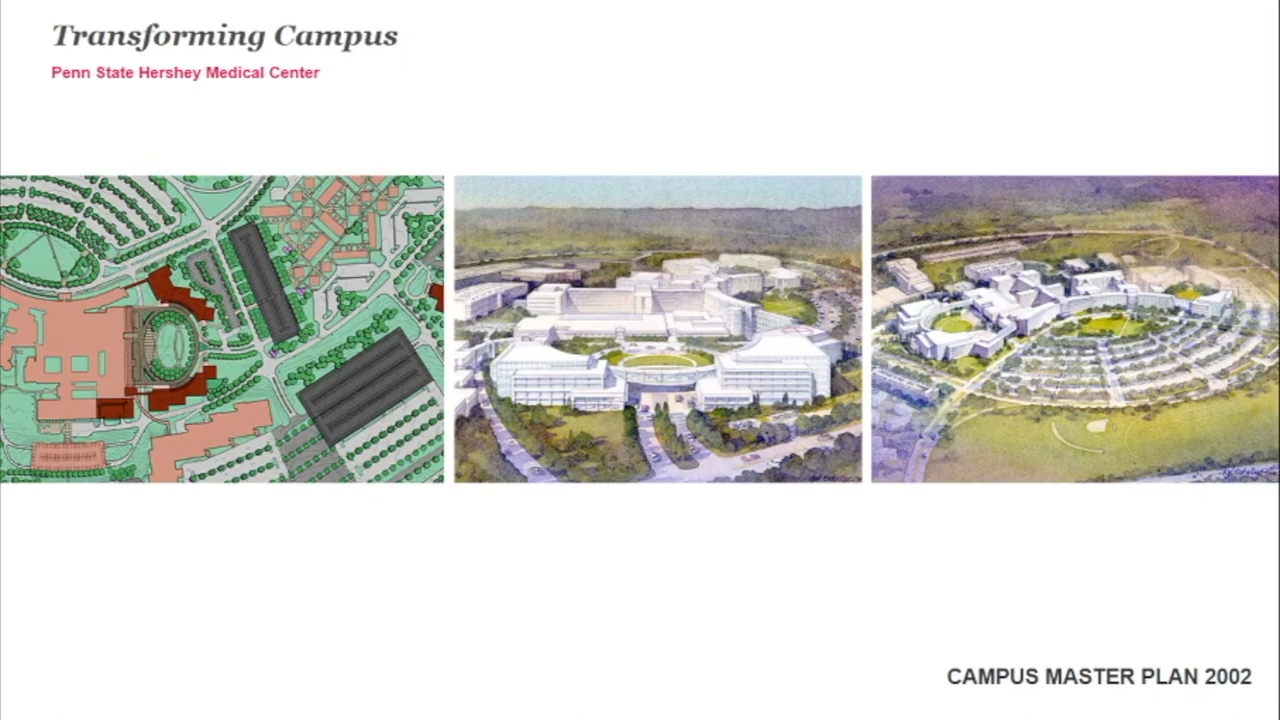 Transforming Campus
Penn State Hershey Medical Center
CAMPUS MASTER PLAN 2002